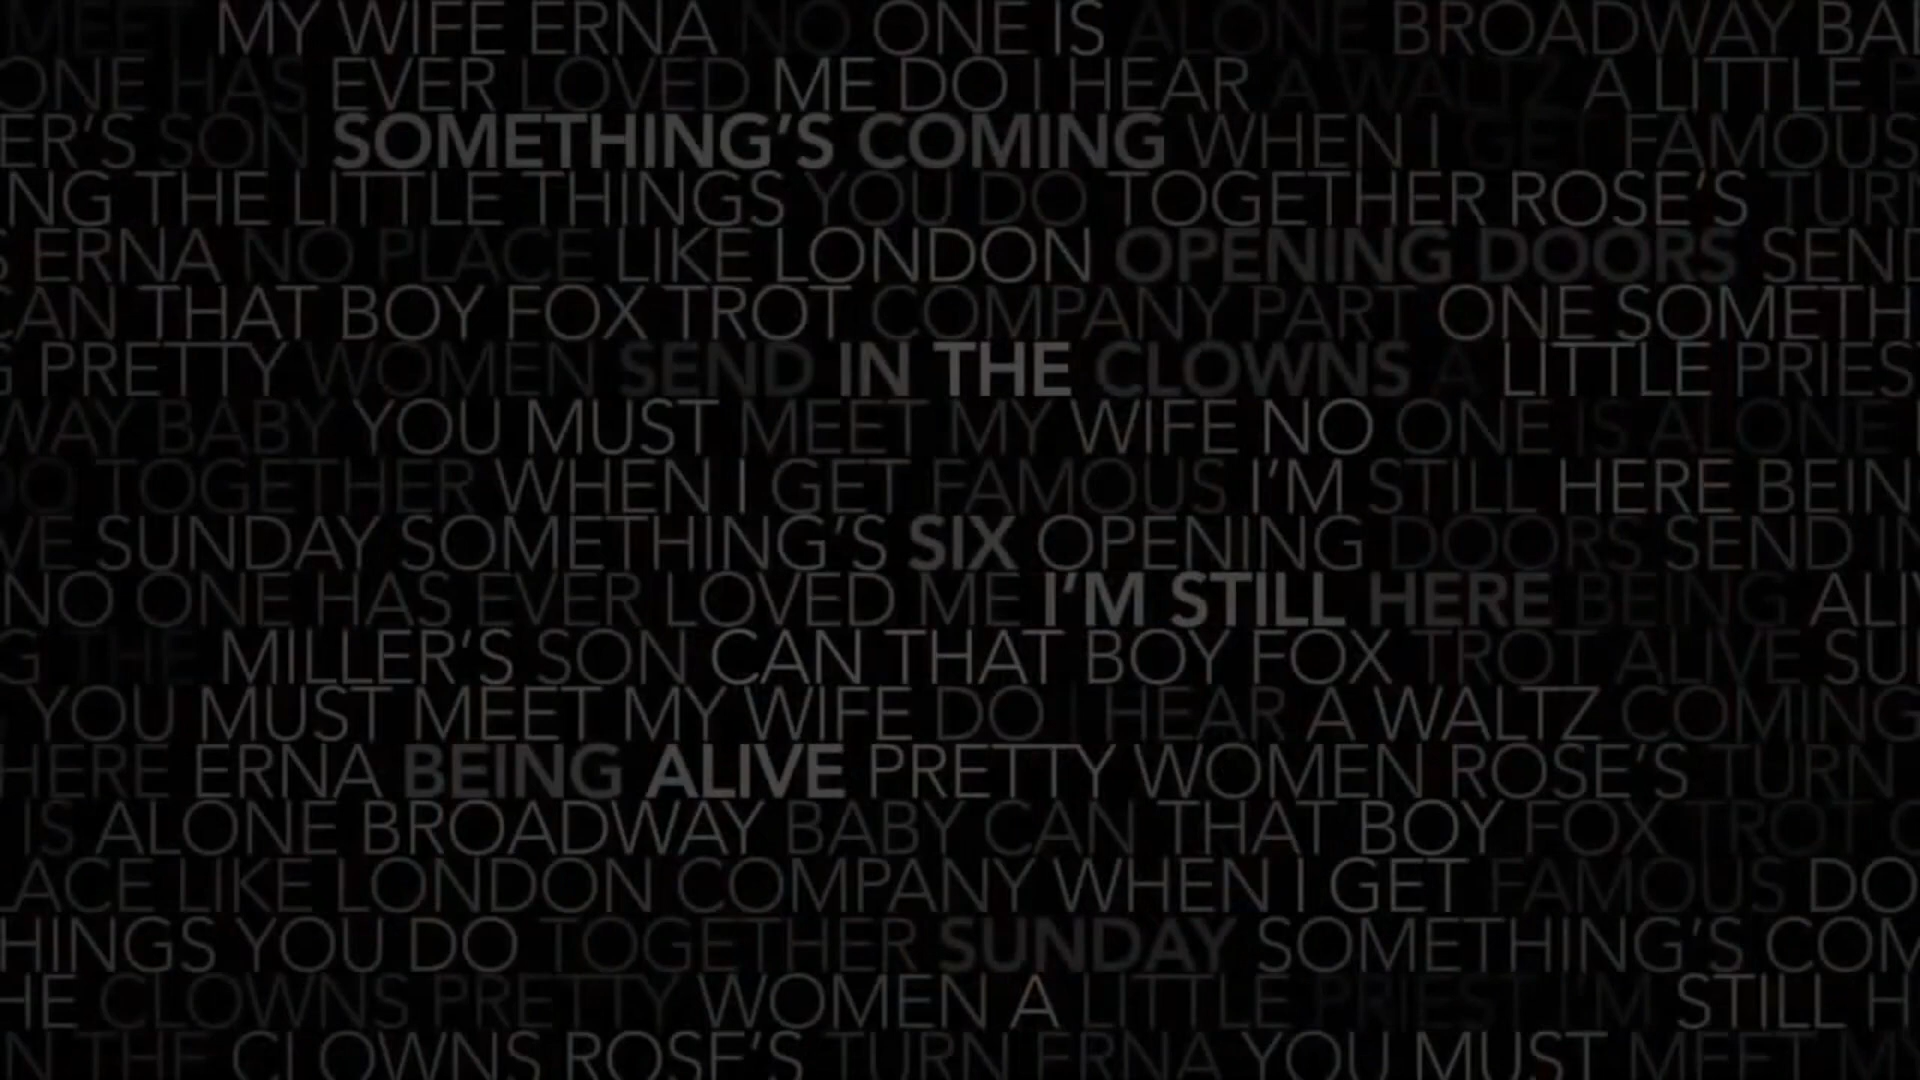 MEET MY WIFE ERNA NO ONE IS ALONE BROADWAY BA
ONE HAS EVER LOVED ME DO I HEAR A WALTZ A LITTLE P
ER'S SON SOMETHING'S COMING WHEN I GET FAMOUS
NG THE LITTLE THINGS YOU DO TOGETHER ROSE'S TURN
S ERNA NO PLACE LIKE LONDON OPENING DOORS SEND
CAN THAT BOY FOX TROT COMPANY PART ONE SOMETH
G PRETTY WOMEN SEND IN THE CLOWNS A LITTLE PRIEST
WAY BABY YOU MUST MEET MY WIFE NO ONE IS ALONE
DO TOGETHER WHEN I GET FAMOUS I'M STILL HERE BEIN
VE SUNDAY SOMETHING'S SIX OPENING DOORS SEND IN
NO ONE HAS EVER LOVED ME I'M STILL HERE BEING ALIV
G THE MILLER'S SON CAN THAT BOY FOX TROT ALIVE SU
YOU MUST MEET MY WIFE DO I HEAR A WALTZ COMING
HERE ERNA BEING ALIVE PRETTY WOMEN ROSE'S TURN
IS ALONE BROADWAY BABY CAN THAT BOY FOX TROT C
ACE LIKE LONDON COMPANY WHEN I GET FAMOUS DO
HINGS YOU DO TOGETHER SUNDAY SOMETHING'S COM
HE CLOWNS PRETTY WOMEN A LITTLE PRIEST I'M STILL H
N THE CLOWNS ROSE'S TURN ERNA YOU MUST MEET M